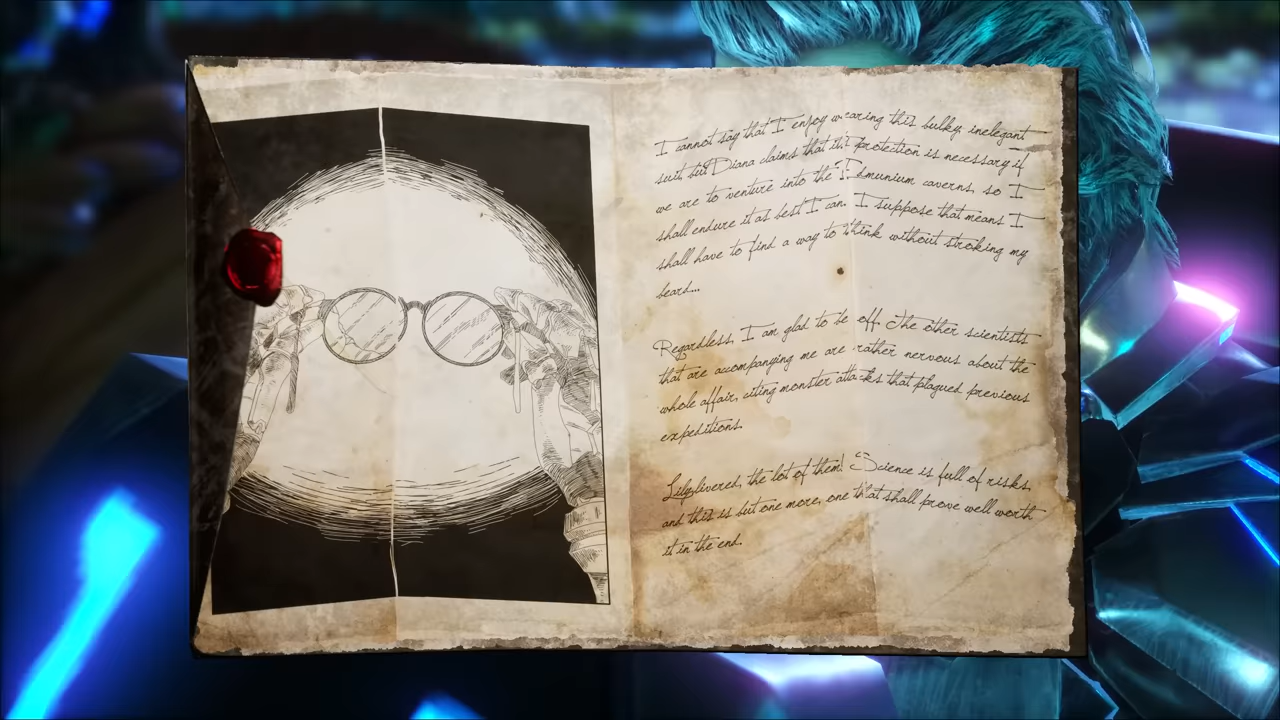 I cannot say that I enjoy wearing this bulky, inelegant
suit, but Diana claims that it's protection is necessary if
we are to venture into the Edmunium caverns, so I
shall endure it as best I can. I suppose that means I
shall have to find a way to think without stroking my
beard...
Regardless, I am glad to be off. The other scientists
that are accompanying me are rather nervous about the
whole affair, citing monster attacks that plagued previous
expeditions.
Lilylivered, the lot of them! Science is full of risks,
and this is but one more, one that shall prove well worth
it in the end.